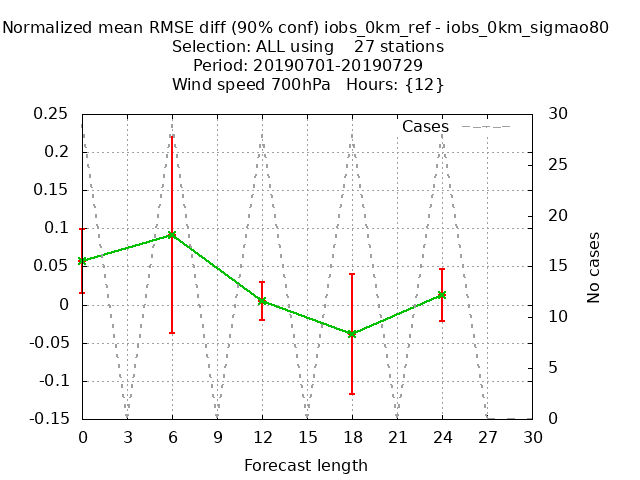 Normalized mean RMSE diff (90% conf) iobs_0km_ref - iobs_0km_sigmao80
Selection: ALL using    27 stations
Period: 20190701-20190729
Wind speed 700hPa   Hours: {12}
Cases
0.25
0.2
0.15
0.1
0.05
0
-0.05
-0.1
-0.15
30
25
20
15
10
5
0
No cases
0 3 6 9 12 15 18 21 24 27 30
Forecast length